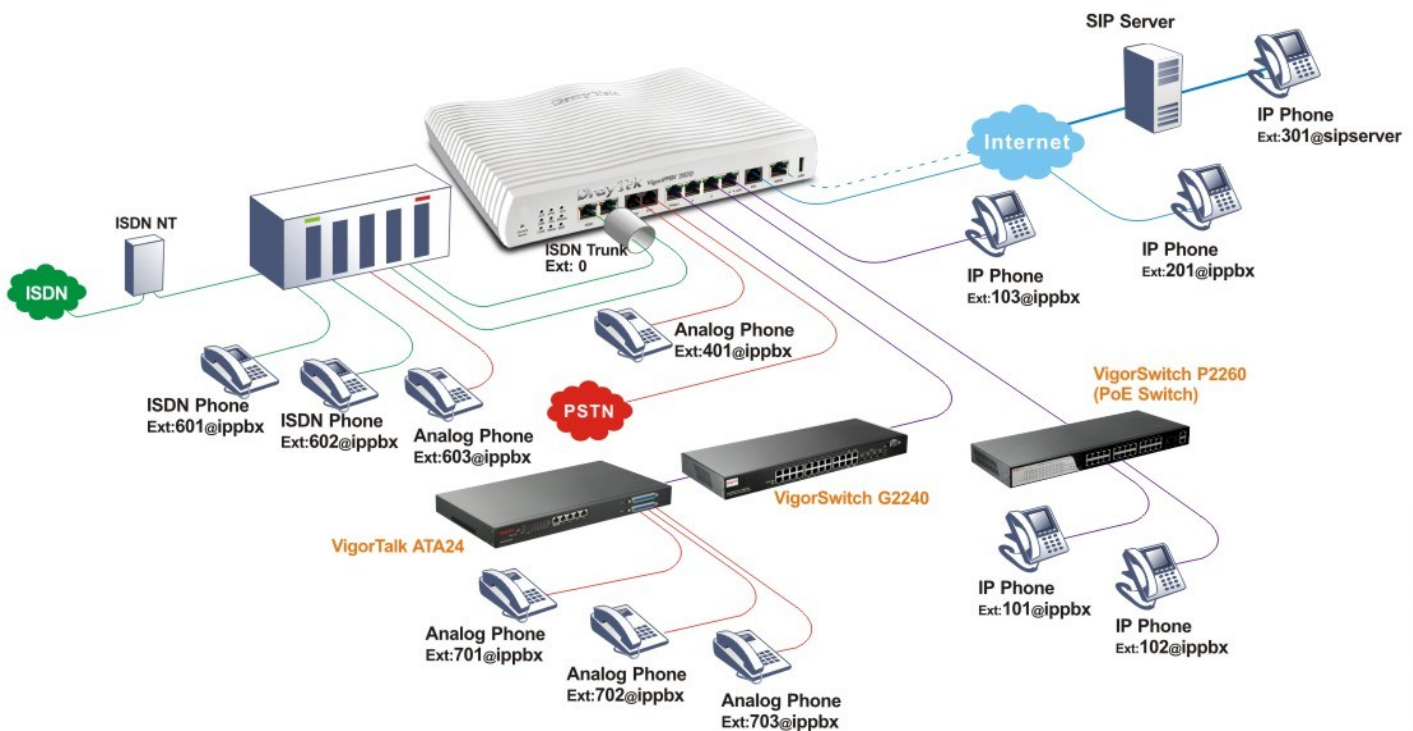 SIP Server
IP Phone
Ext:301@sipserver
Internet
DrayTek
VigorIPPBX 2820
ISDN NT
ISDN Trunk
Ext: 0
ISDN
IP Phone
Ext:103@ippbx
IP Phone
Ext:201@ippbx
Analog Phone
Ext:401@ippbx
ISDN Phone
Ext:601@ippbx
ISDN Phone
Ext:602@ippbx
Analog Phone
Ext:603@ippbx
PSTN
VigorSwitch P2260
(PoE Switch)
VigorSwitch G2240
VigorTalk ATA24
IP Phone
Ext:101@ippbx
IP Phone
Ext:102@ippbx
Analog Phone
Ext:701@ippbx
Analog Phone
Ext:702@ippbx
Analog Phone
Ext:703@ippbx